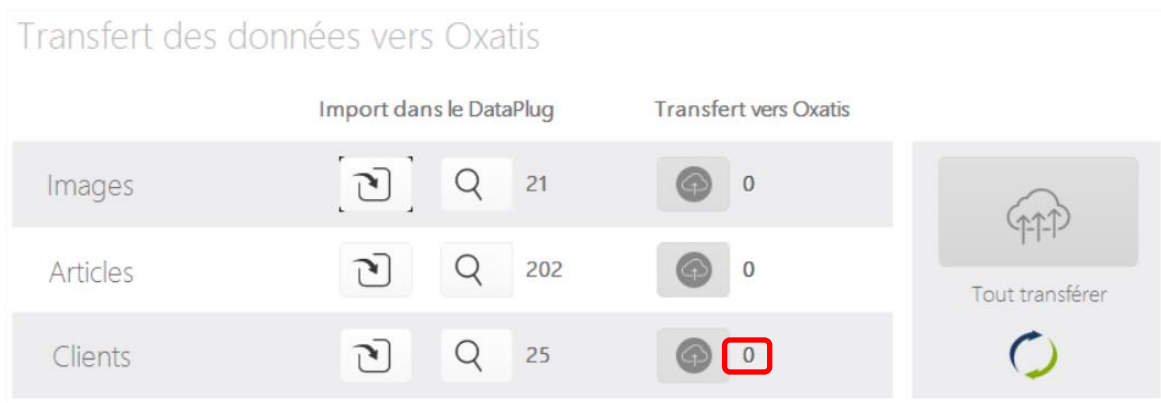 Transfert des données vers Oxatis
Import dans le DataPlug Transfert vers Oxatis
Images 21 0
Articles 202 0
Tout transférer
Clients 25 0